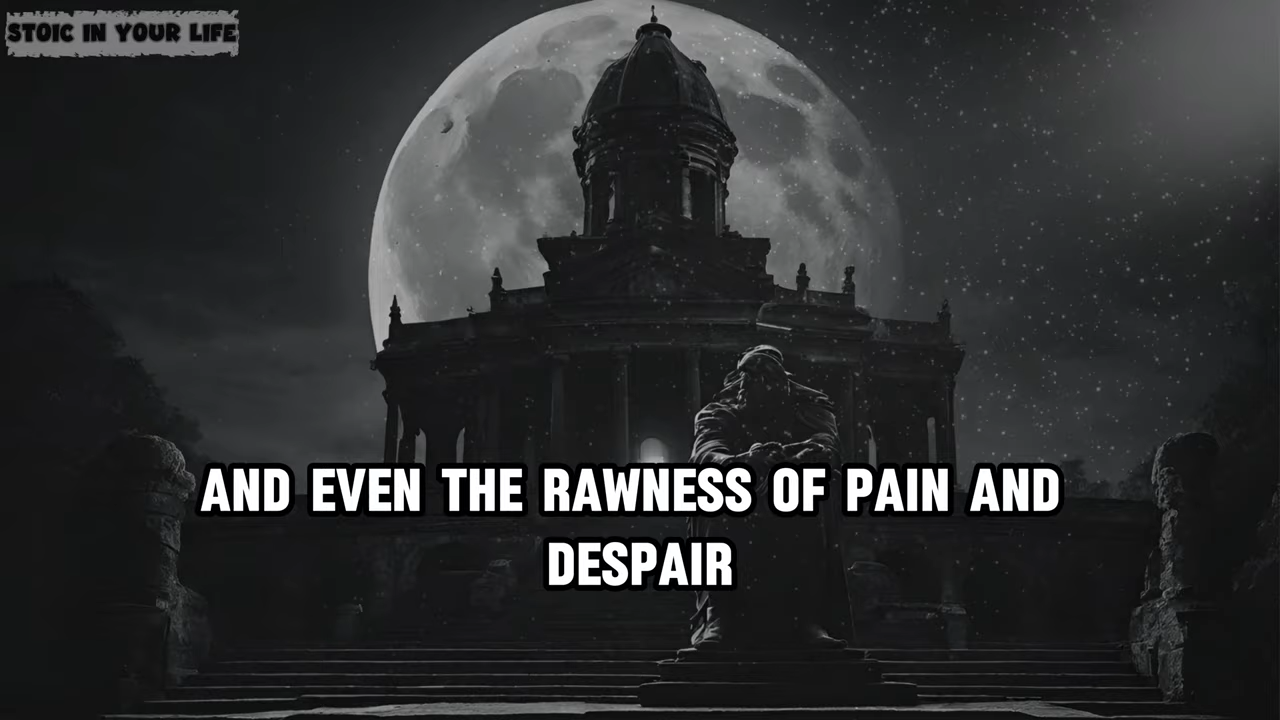 STOIC IN YOUR LIFE
AND EVEN THE RAWNESS OF PAIN AND
DESPAIR